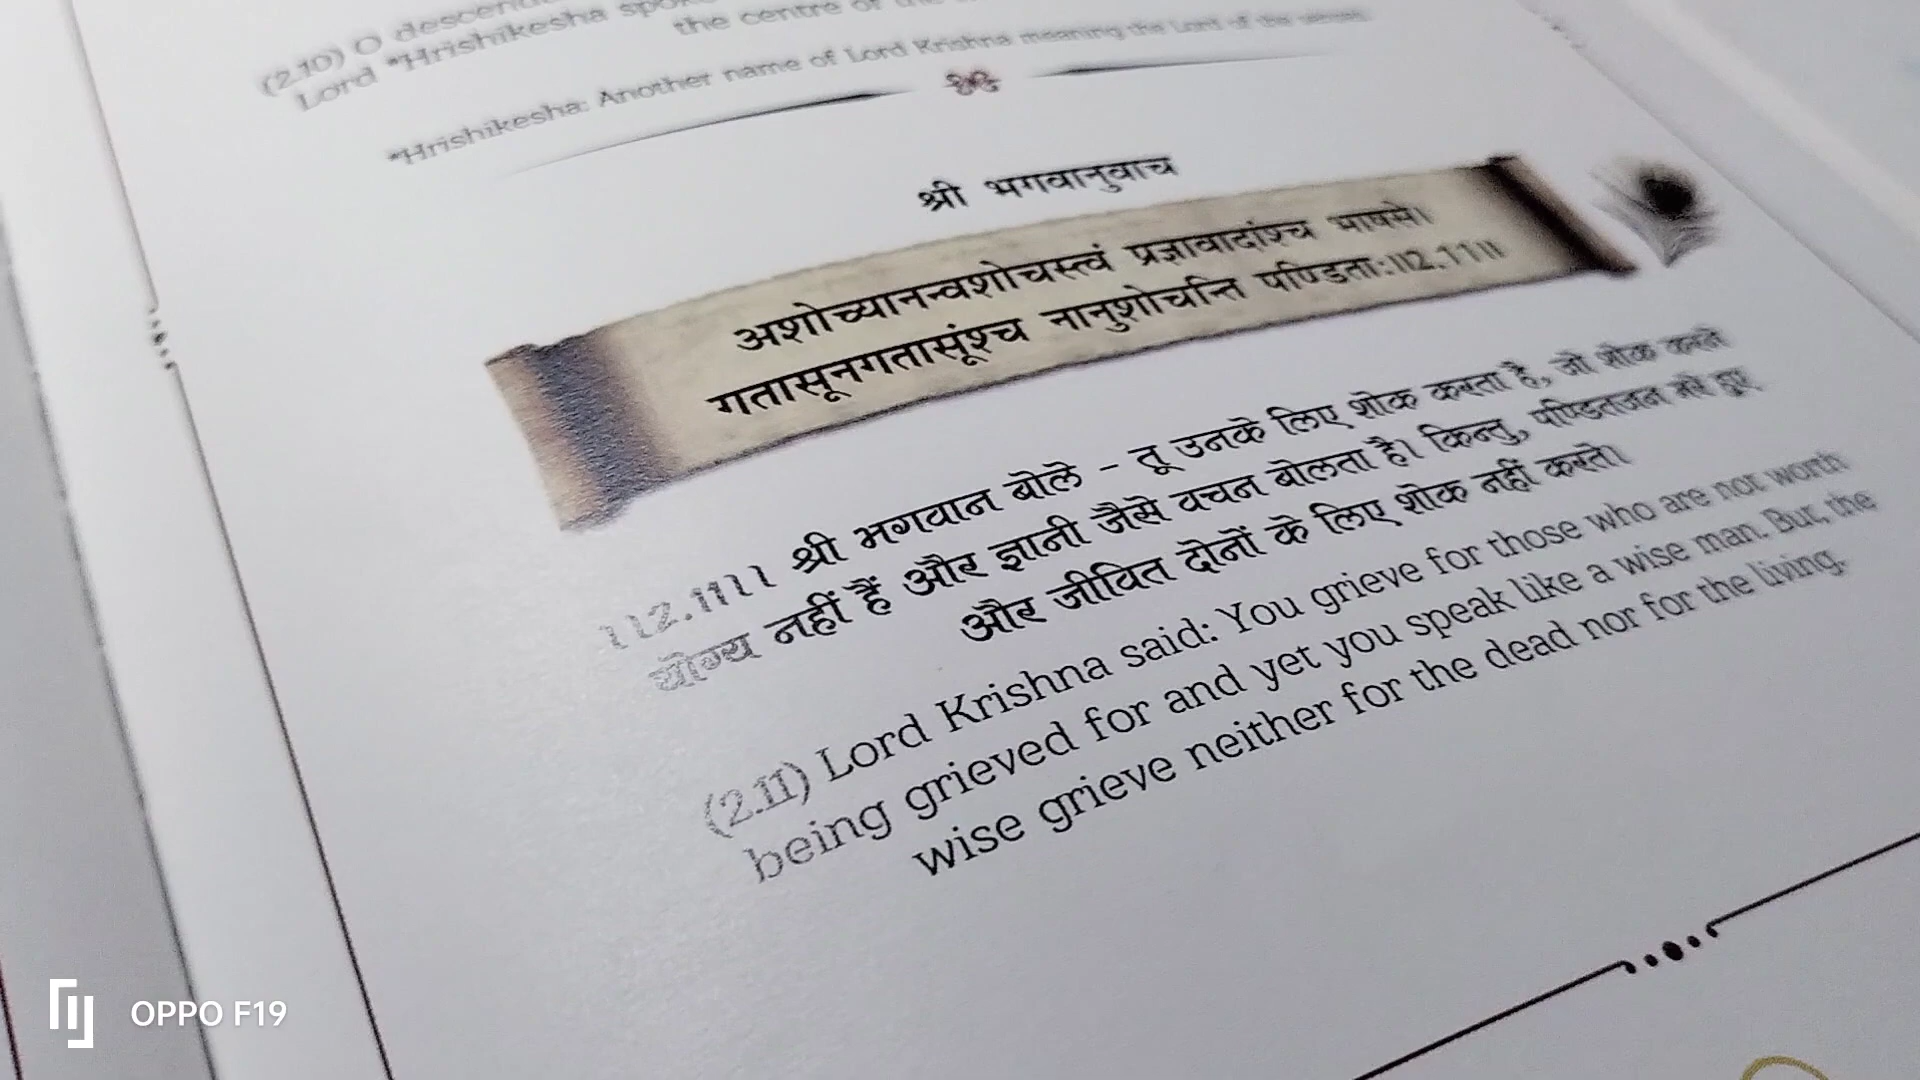 (2.10) O
Lord *Hrishikesha
the centre of
*Hrishikesha: Another name of Lord Krishna meaning the Lord of the senses
श्री भगवानुवाच
अशोच्यानन्वशोचस्त्वं प्रज्ञावादांश्च भाषसे।
गतासूनगतासूंश्च नानुशोचन्ति पण्डिताः।।2.11।।
।।2.11।। श्री भगवान बोले - तू उनके लिए शोक करता है, जो शोक करने
योग्य नहीं हैं और ज्ञानी जैसे वचन बोलता है। किन्तु, पण्डितजन मरे हुए
और जीवित दोनों के लिए शोक नहीं करते।
(2.11) Lord Krishna said: You grieve for those who are not worth
being grieved for and yet you speak like a wise man. But, the
wise grieve neither for the dead nor for the living.
OPPO F19